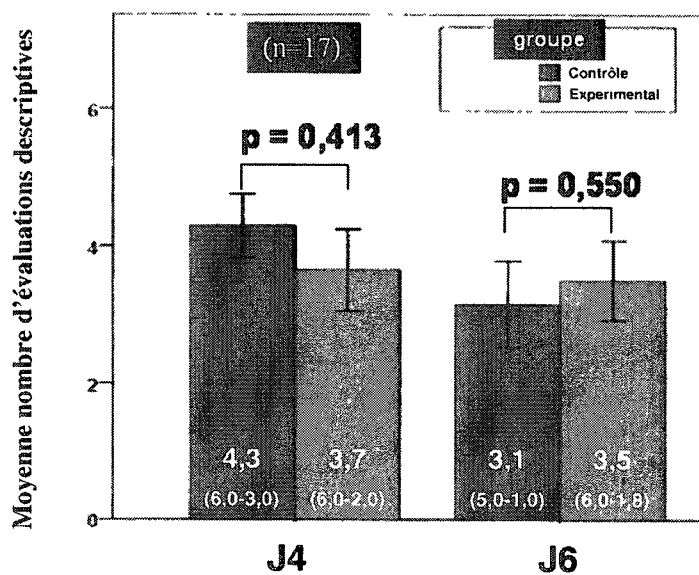 Moyenne nombre d'évaluations descriptives
(n=17)
groupe
Contrôle
Experimental
6
4
2
0
p = 0,413
p = 0,550
4,3
(6,0-3,0)
3,7
(6,0-2,0)
3,1
(5,0-1,0)
3,5
(6,0-1,8)
J4
J6